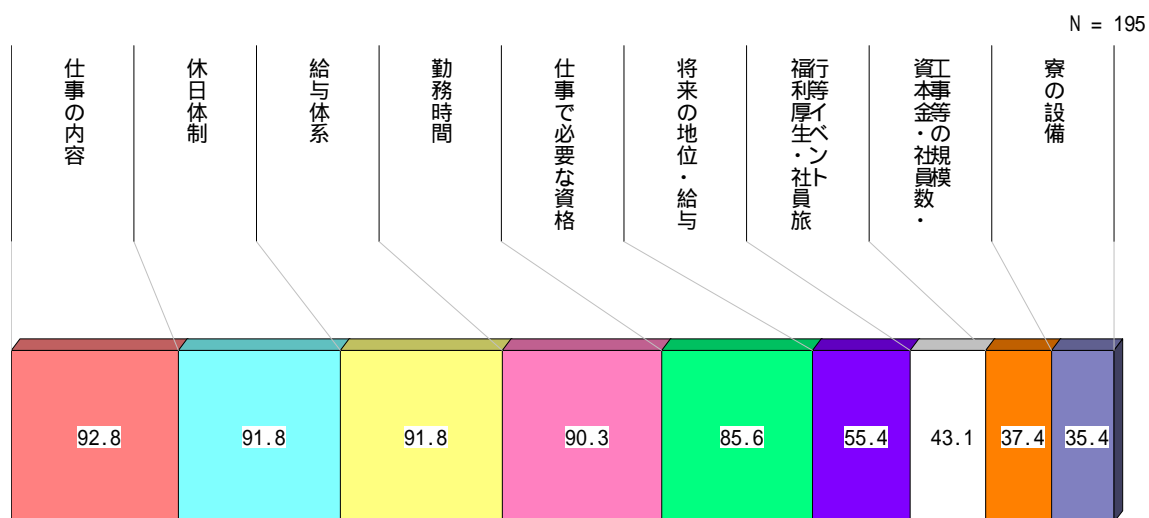 N = 195
仕事の内容
休日体制
給与体系
勤務時間
仕事で必要な資格
将来の地位・給与
福利厚生・社員旅
行等イベント
資本金・社員数・
工事等の規模
寮の設備
92.8
91.8
91.8
90.3
85.6
55.4
43.1
37.4
35.4